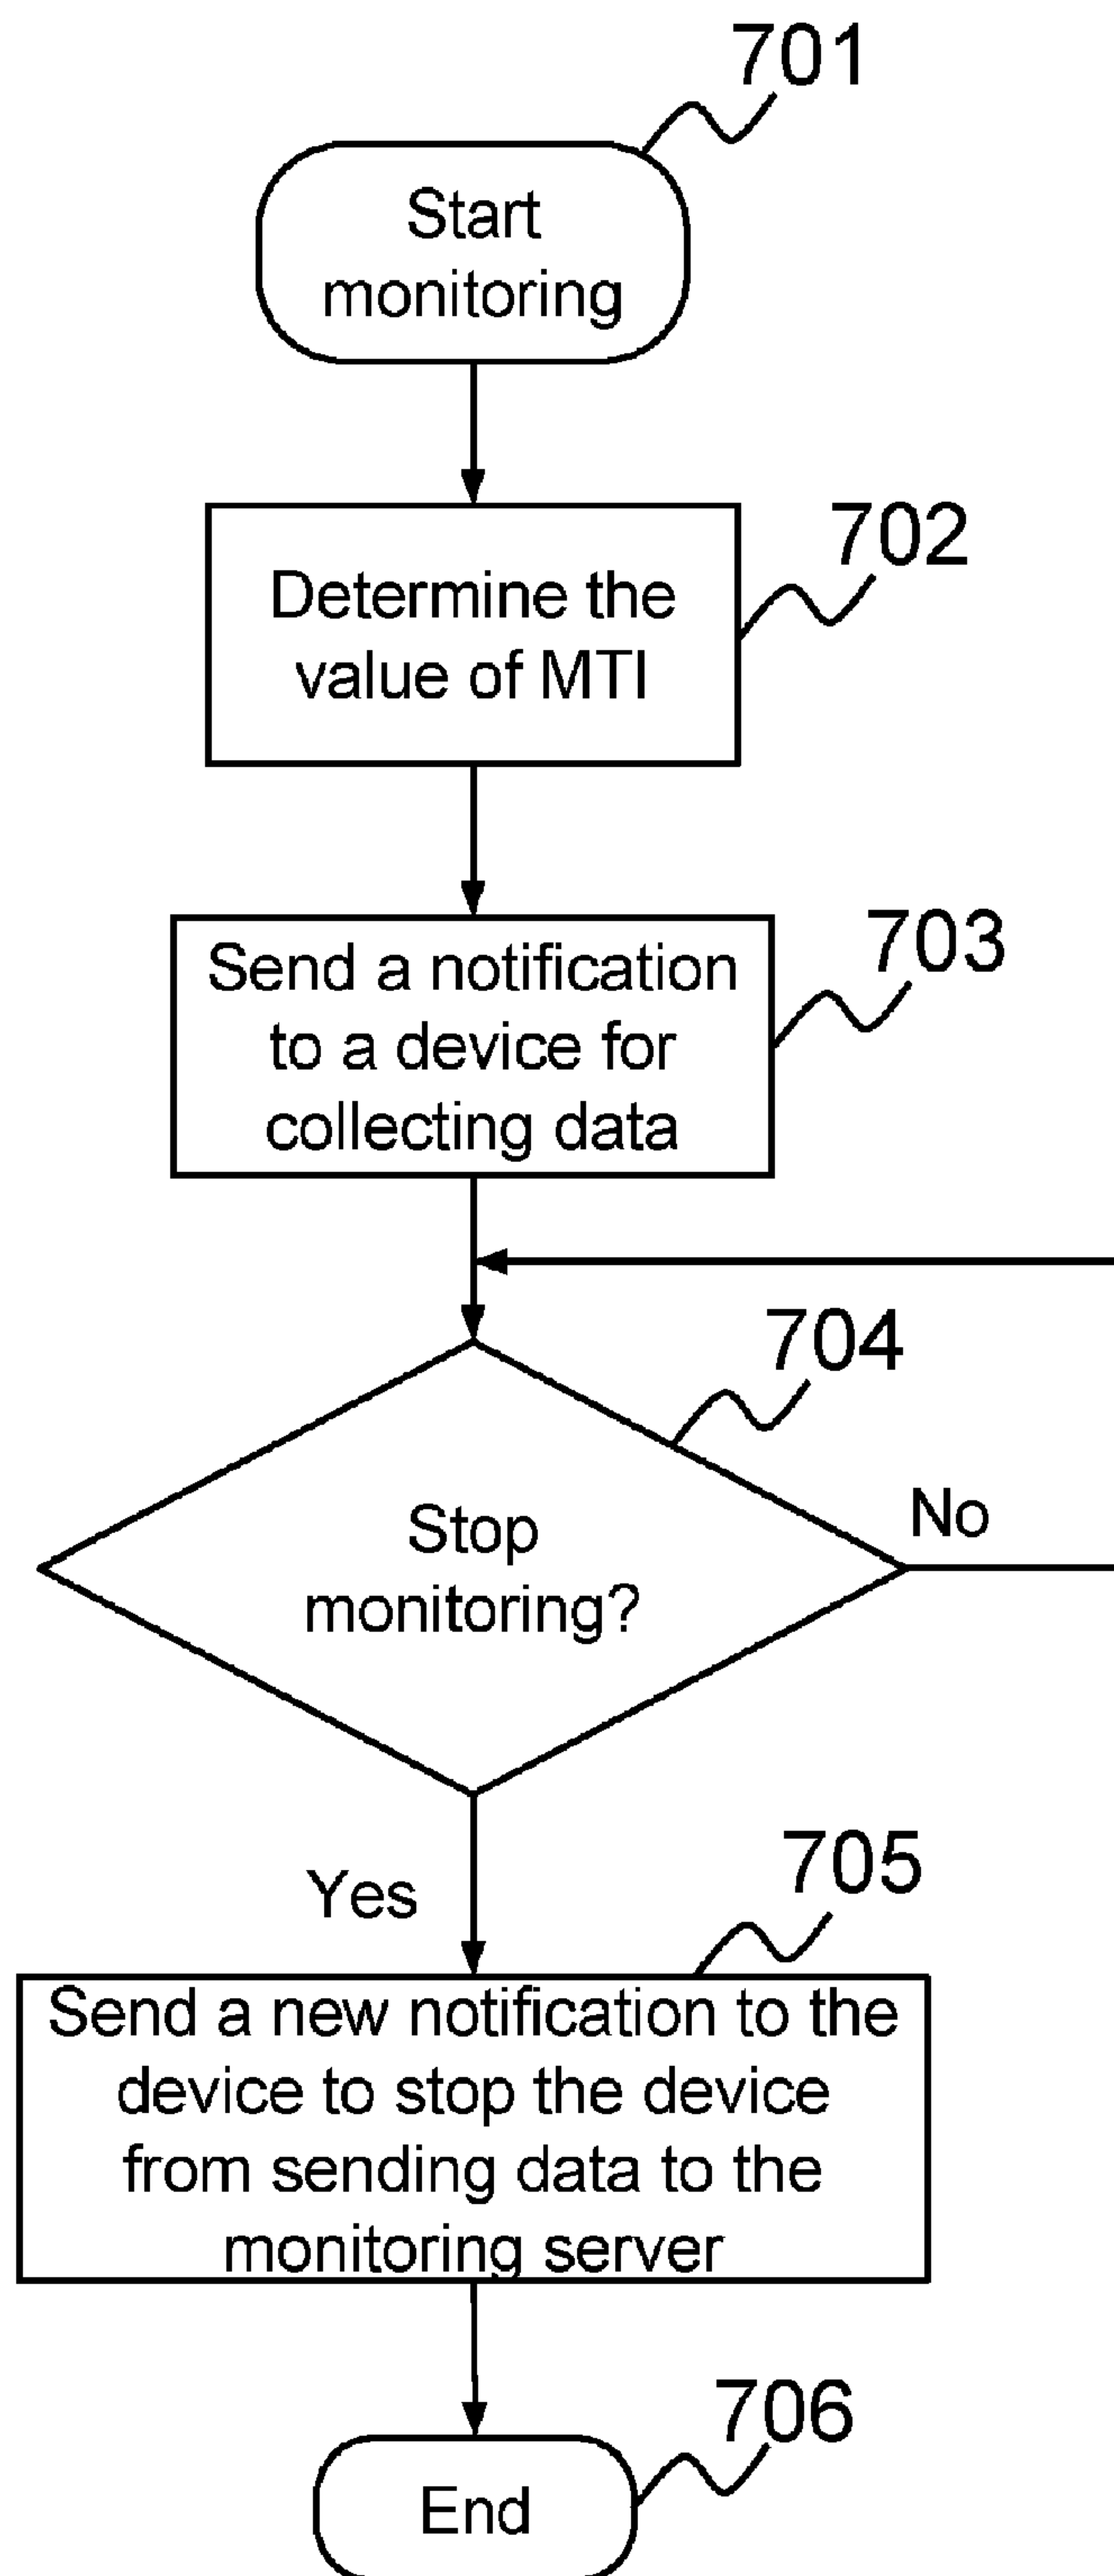 701
Start
monitoring
702
Determine the
value of MTI
703
Send a notification
to a device for
collecting data
704
Stop
monitoring?
No
Yes
705
Send a new notification to the
device to stop the device
from sending data to the
monitoring server
706
End